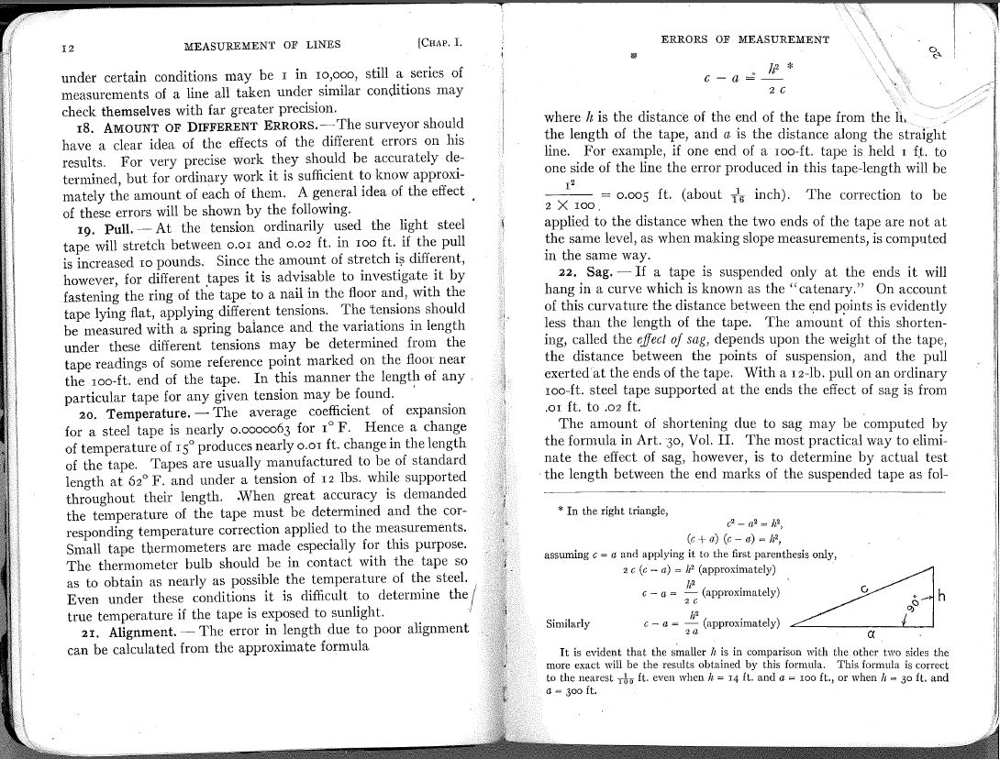 12 MEASUREMENT OF LINES [CHAP. I.
under certain conditions may be 1 in 10,000, still a series of
measurements of a line all taken under similar conditions may
check themselves with far greater precision.
18. AMOUNT OF DIFFERENT ERRORS. — The surveyor should
have a clear idea of the effects of the different errors on his
results. For very precise work they should be accurately de-
termined, but for ordinary work it is sufficient to know approxi-
mately the amount of each of them. A general idea of the effect
of these errors will be shown by the following.
19. Pull. — At the tension ordinarily used the light steel
tape will stretch between 0.01 and 0.02 ft. in 100 ft. if the pull
is increased 10 pounds. Since the amount of stretch is different,
however, for different tapes it is advisable to investigate it by
fastening the ring of the tape to a nail in the floor and, with the
tape lying flat, applying different tensions. The tensions should
be measured with a spring balance and the variations in length
under these different tensions may be determined from the
tape readings of some reference point marked on the floor near
the 100-ft. end of the tape. In this manner the length of any
particular tape for any given tension may be found.
20. Temperature. — The average coefficient of expansion
for a steel tape is nearly 0.0000063 for 1° F. Hence a change
of temperature of 15° produces nearly 0.01 ft. change in the length
of the tape. Tapes are usually manufactured to be of standard
length at 62° F. and under a tension of 12 lbs. while supported
throughout their length. When great accuracy is demanded
the temperature of the tape must be determined and the cor-
responding temperature correction applied to the measurements.
Small tape thermometers are made especially for this purpose.
The thermometer bulb should be in contact with the tape so
as to obtain as nearly as possible the temperature of the steel.
Even under these conditions it is difficult to determine the
true temperature if the tape is exposed to sunlight.
21. Alignment. — The error in length due to poor alignment
can be calculated from the approximate formula
ERRORS OF MEASUREMENT
c − a = h² *
2 c
where h is the distance of the end of the tape from the
the length of the tape, and a is the distance along the straight
line. For example, if one end of a 100-ft. tape is held 1 ft. to
one side of the line the error produced in this tape-length will be
1²
2 × 100 = 0.005 ft. (about 1/16 inch). The correction to be
applied to the distance when the two ends of the tape are not at
the same level, as when making slope measurements, is computed
in the same way.
22. Sag. — If a tape is suspended only at the ends it will
hang in a curve which is known as the "catenary." On account
of this curvature the distance between the end points is evidently
less than the length of the tape. The amount of this shorten-
ing, called the effect of sag, depends upon the weight of the tape,
the distance between the points of suspension, and the pull
exerted at the ends of the tape. With a 12-lb. pull on an ordinary
100-ft. steel tape supported at the ends the effect of sag is from
.01 ft. to .02 ft.
The amount of shortening due to sag may be computed by
the formula in Art. 30, Vol. II. The most practical way to elimi-
nate the effect of sag, however, is to determine by actual test
the length between the end marks of the suspended tape as fol-
* In the right triangle,
c² − a² = h²,
(c + a) (c − a) = h²,
assuming c = a and applying it to the first parenthesis only,
2 c (c − a) = h² (approximately)
c − a = h²/2 c (approximately)
Similarly c − a = h²/2 a (approximately)
c
90°
h
a
It is evident that the smaller h is in comparison with the other two sides the
more exact will be the results obtained by this formula. This formula is correct
to the nearest 1/100 ft. even when h = 14 ft. and a = 100 ft., or when h = 30 ft. and
a = 300 ft.